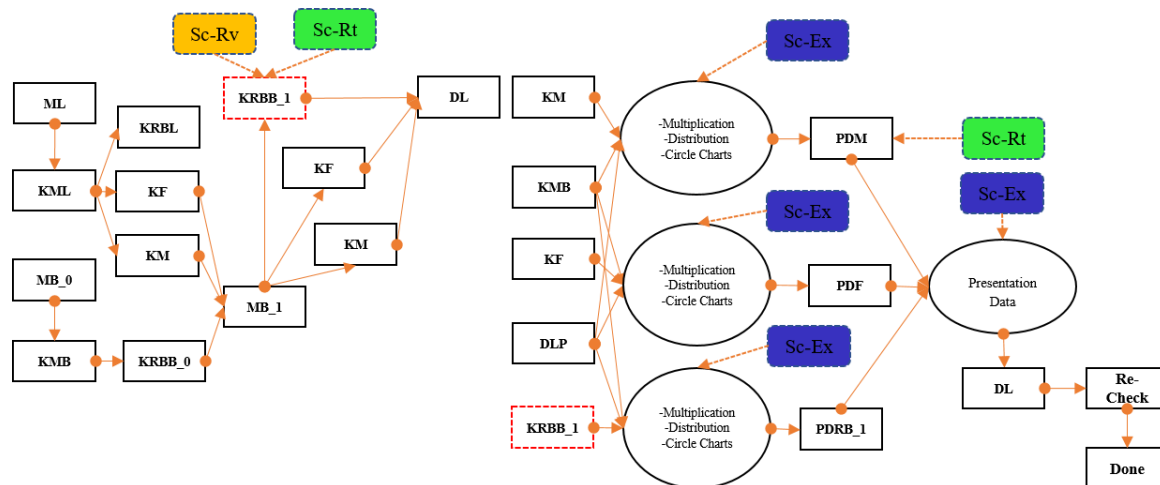 Sc-Rv
Sc-Rt
KRBB_1
DL
ML
KRBL
KML
KF
KF
KM
KM
MB_0
MB_1
KMB
KRBB_0
Sc-Ex
KM
-Multiplication
-Distribution
-Circle Charts
PDM
Sc-Rt
KMB
Sc-Ex
Sc-Ex
KF
-Multiplication
-Distribution
-Circle Charts
PDF
Presentation
Data
DLP
Sc-Ex
KRBB_1
-Multiplication
-Distribution
-Circle Charts
PDRB_1
DL
Re-
Check
Done